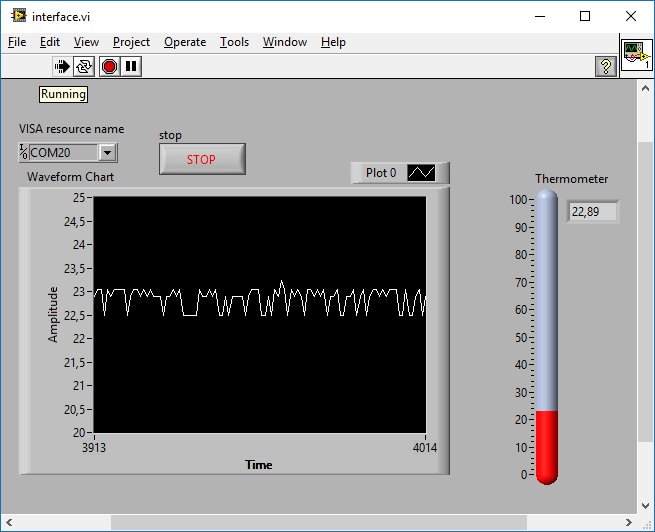 interface.vi
File Edit View Project Operate Tools Window Help
?
1
Running
VISA resource name
stop
I/O COM20
STOP
Plot 0
Waveform Chart
Thermometer
22,89
Amplitude
25
24,5
24
23,5
23
22,5
22
21,5
21
20,5
20
3913
4014
Time
100
90
80
70
60
50
40
30
20
10
0